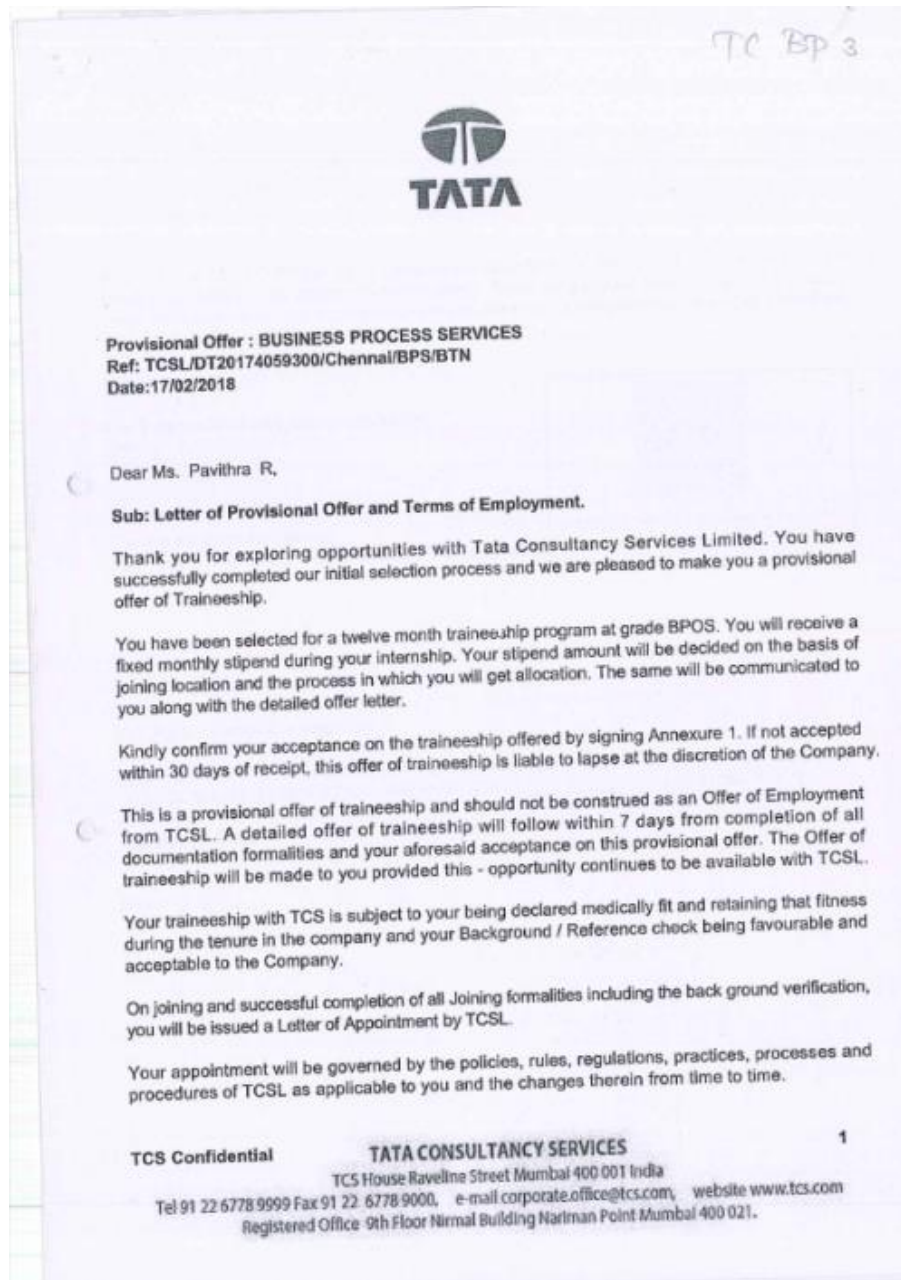 TC BP 3
TATA
Provisional Offer : BUSINESS PROCESS SERVICES
Ref: TCSL/DT20174059300/Chennai/BPS/BTN
Date:17/02/2018
Dear Ms. Pavithra R,
Sub: Letter of Provisional Offer and Terms of Employment.
Thank you for exploring opportunities with Tata Consultancy Services Limited. You have
successfully completed our initial selection process and we are pleased to make you a provisional
offer of Traineeship.
You have been selected for a twelve month traineeship program at grade BPOS. You will receive a
fixed monthly stipend during your internship. Your stipend amount will be decided on the basis of
joining location and the process in which you will get allocation. The same will be communicated to
you along with the detailed offer letter.
Kindly confirm your acceptance on the traineeship offered by signing Annexure 1. If not accepted
within 30 days of receipt, this offer of traineeship is liable to lapse at the discretion of the Company.
This is a provisional offer of traineeship and should not be construed as an Offer of Employment
from TCSL. A detailed offer of traineeship will follow within 7 days from completion of all
documentation formalities and your aforesaid acceptance on this provisional offer. The Offer of
traineeship will be made to you provided this - opportunity continues to be available with TCSL.
Your traineeship with TCS is subject to your being declared medically fit and retaining that fitness
during the tenure in the company and your Background / Reference check being favourable and
acceptable to the Company.
On joining and successful completion of all Joining formalities including the back ground verification,
you will be issued a Letter of Appointment by TCSL.
Your appointment will be governed by the policies, rules, regulations, practices, processes and
procedures of TCSL as applicable to you and the changes therein from time to time.
TCS Confidential
TATA CONSULTANCY SERVICES
1
TCS House Raveline Street Mumbai 400 001 India
Tel 91 22 6778 9999 Fax 91 22 6778 9000, e-mail corporate.office@tcs.com, website www.tcs.com
Registered Office 9th Floor Nirmal Building Nariman Point Mumbai 400 021.